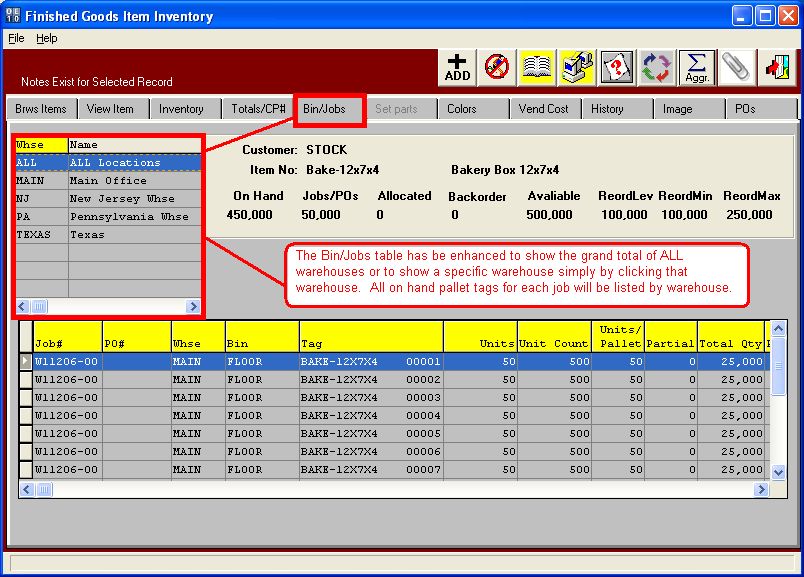 Finished Goods Item Inventory
File Help
Notes Exist for Selected Record
ADD
Σ
Aggr.
Brws Items View Item Inventory Totals/CP# Bin/Jobs Set parts Colors Vend Cost History Image POs
Whse Name
ALL ALL Locations
MAIN Main Office
NJ New Jersey Whse
PA Pennsylvania Whse
TEXAS Texas
Customer: STOCK
Item No: Bake-12x7x4 Bakery Box 12x7x4
On Hand Jobs/POs Allocated Backorder Avaliable ReordLev ReordMin ReordMax
450,000 50,000 0 0 500,000 100,000 100,000 250,000
The Bin/Jobs table has be enhanced to show the grand total of ALL
warehouses or to show a specific warehouse simply by clicking that
warehouse. All on hand pallet tags for each job will be listed by warehouse.
Job# PO# Whse Bin Tag Units Unit Count Units/ Pallet Partial Total Qty
W11206-00 MAIN FLOOR BAKE-12X7X4 00001 50 500 50 0 25,000
W11206-00 MAIN FLOOR BAKE-12X7X4 00002 50 500 50 0 25,000
W11206-00 MAIN FLOOR BAKE-12X7X4 00003 50 500 50 0 25,000
W11206-00 MAIN FLOOR BAKE-12X7X4 00004 50 500 50 0 25,000
W11206-00 MAIN FLOOR BAKE-12X7X4 00005 50 500 50 0 25,000
W11206-00 MAIN FLOOR BAKE-12X7X4 00006 50 500 50 0 25,000
W11206-00 MAIN FLOOR BAKE-12X7X4 00007 50 500 50 0 25,000